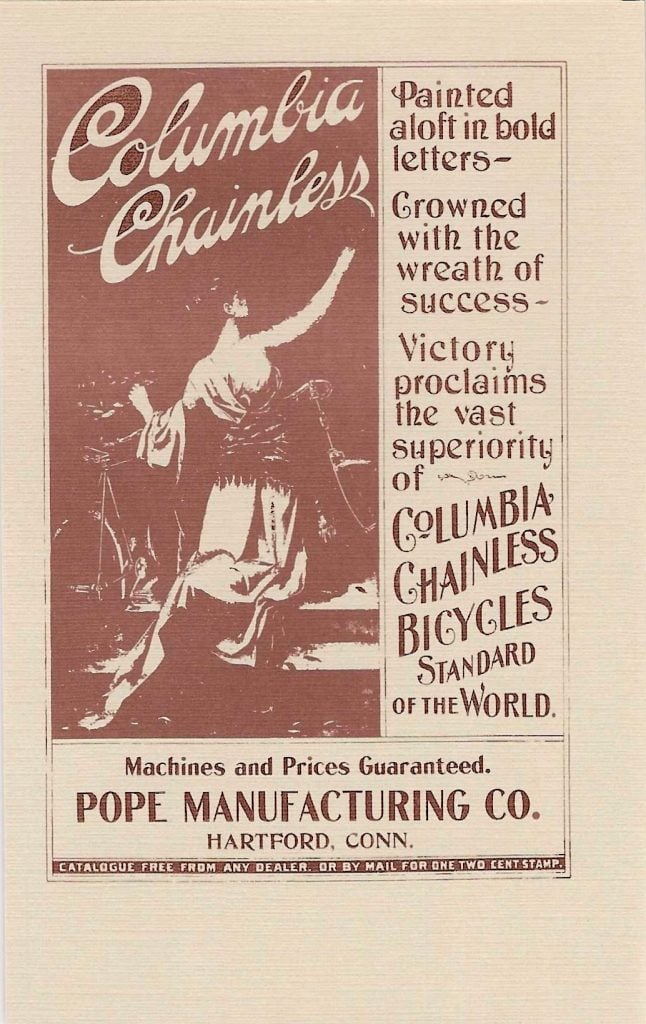 Columbia
Chainless
Painted
aloft in bold
letters–
Crowned
with the
wreath of
success–
Victory
proclaims
the vast
superiority
of
COLUMBIA
CHAINLESS
BICYCLES
STANDARD
OF THE WORLD.
Machines and Prices Guaranteed.
POPE MANUFACTURING CO.
HARTFORD, CONN.
CATALOGUE FREE FROM ANY DEALER. OR BY MAIL FOR ONE TWO CENT STAMP.